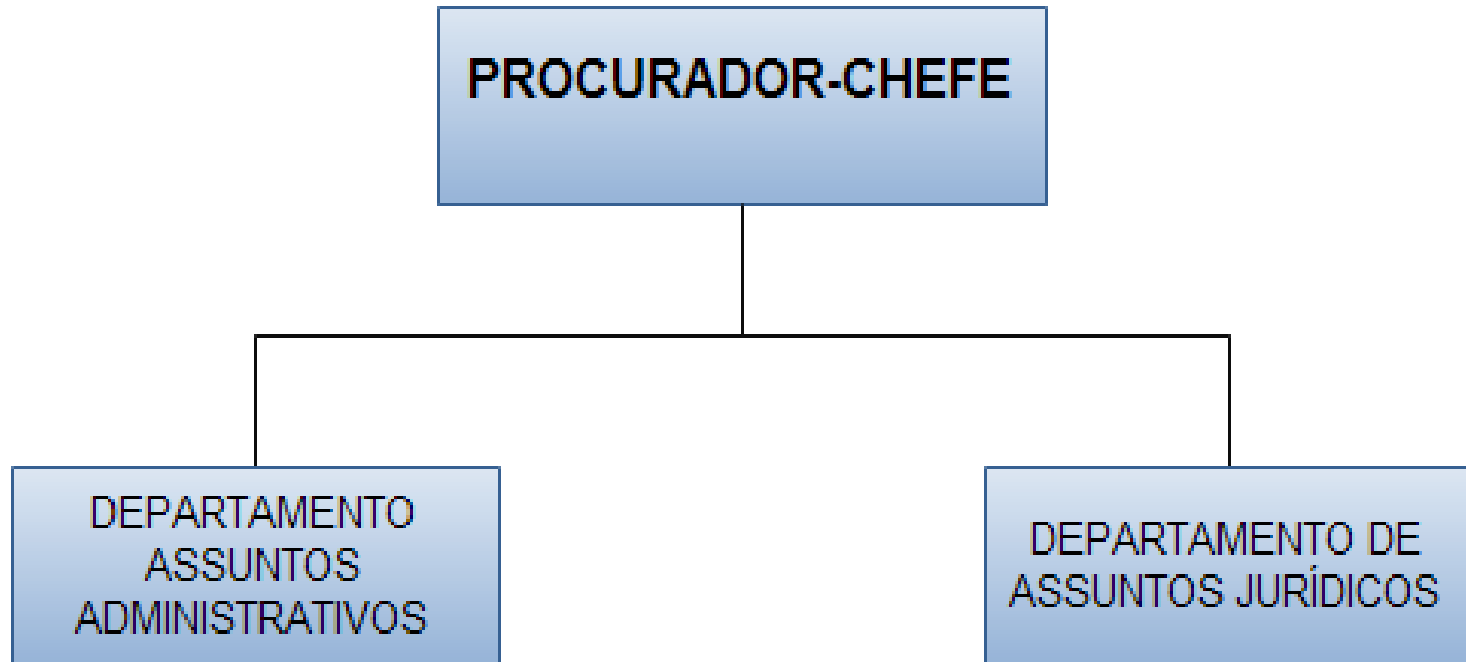 PROCURADOR-CHEFE
DEPARTAMENTO
ASSUNTOS
ADMINISTRATIVOS
DEPARTAMENTO DE
ASSUNTOS JURÍDICOS